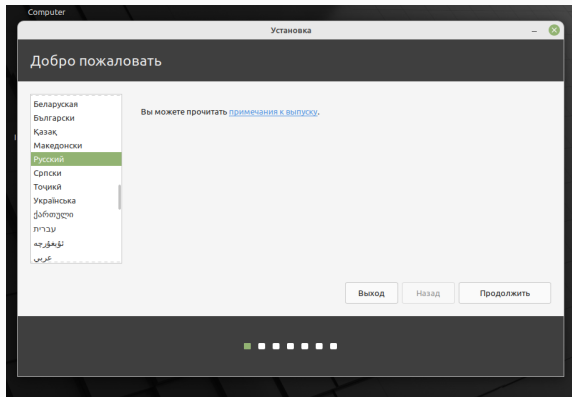 Computer
Установка
Добро пожаловать
Беларуская
Български
Қазақ
Македонски
Русский
Српски
Тоҷикӣ
Українська
ქართული
עברית
ئۇيغۇرچە
عربي
Вы можете прочитать примечания к выпуску.
Выход
Назад
Продолжить